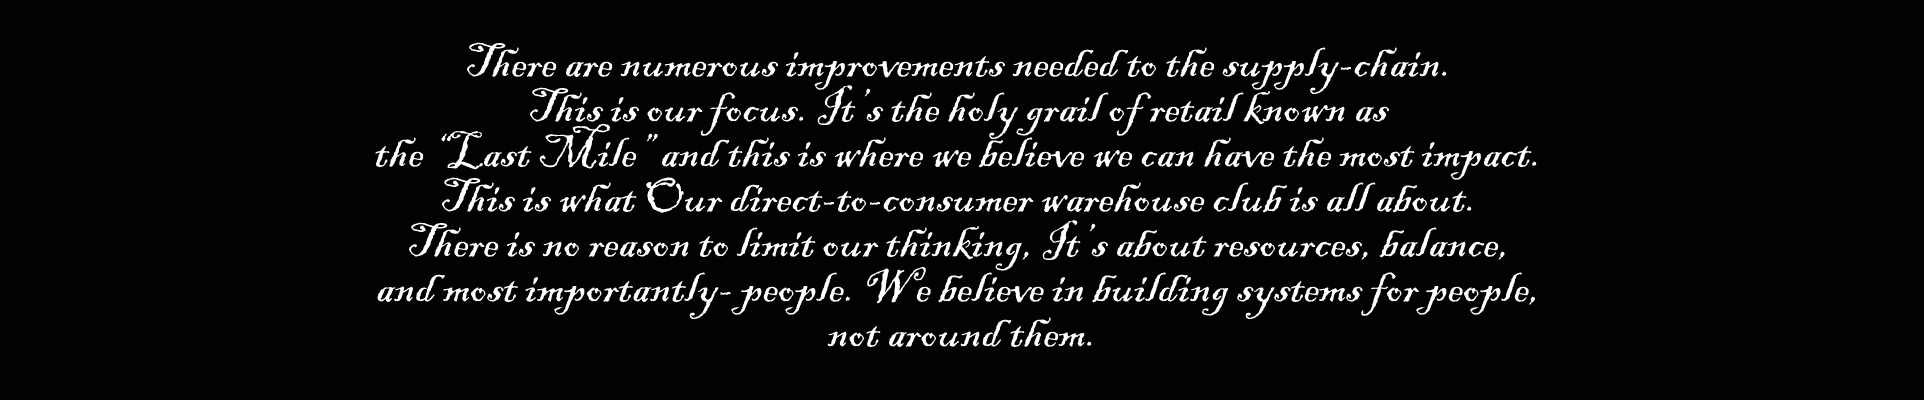 There are numerous improvements needed to the supply-chain.
This is our focus. It's the holy grail of retail known as
the "Last Mile" and this is where we believe we can have the most impact.
This is what Our direct-to-consumer warehouse club is all about.
There is no reason to limit our thinking, It's about resources, balance,
and most importantly- people. We believe in building systems for people,
not around them.